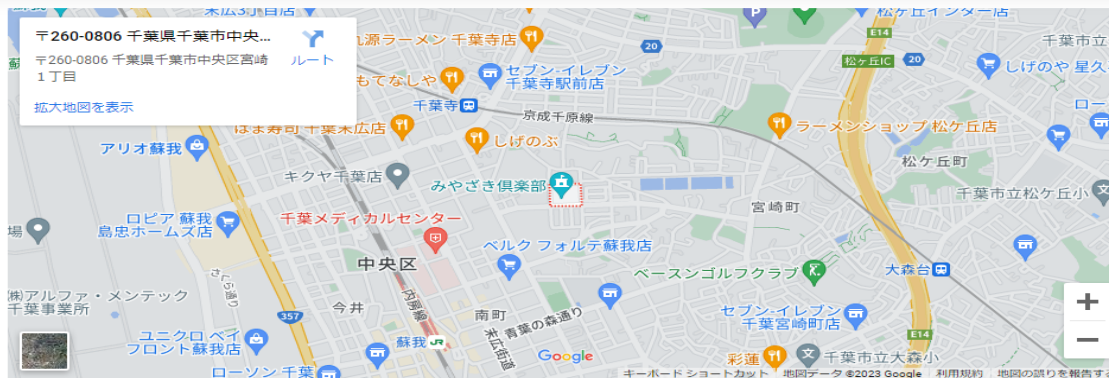 末広3丁目店
〒260-0806 千葉県千葉市中央...
〒260-0806 千葉県千葉市中央区宮崎
1丁目
ルート
拡大地図を表示
九源ラーメン 千葉寺店
もてなしや
セブン-イレブン
千葉寺駅前店
千葉寺
京成千原線
はま寿司 千葉末広店
しげのぶ
20
E14
松ケ丘IC
20
松ケ丘インター店
千葉市立
しげのや 星久
ロー
ラーメンショップ 松ケ丘店
松ケ丘町
千葉市立松ケ丘小
アリオ蘇我
キクヤ千葉店
みやざき倶楽部
宮崎町
ロピア 蘇我
島忠ホームズ店
場
千葉メディカルセンター
中央区
ベルク フォルテ蘇我店
ベースンゴルフクラブ
大森台
さくら通り
㈱アルファ・メンテック
千葉事業所
今井
357
内房線
南町
末広街道
青葉の森通り
セブン-イレブン
千葉宮崎町店
E14
ユニクロ ベイ
フロント蘇我店
蘇我
JR
ローソン 千葉
Google
彩蓮
千葉市立大森小
キーボード ショートカット
地図データ ©2023 Google
利用規約
地図の誤りを報告する